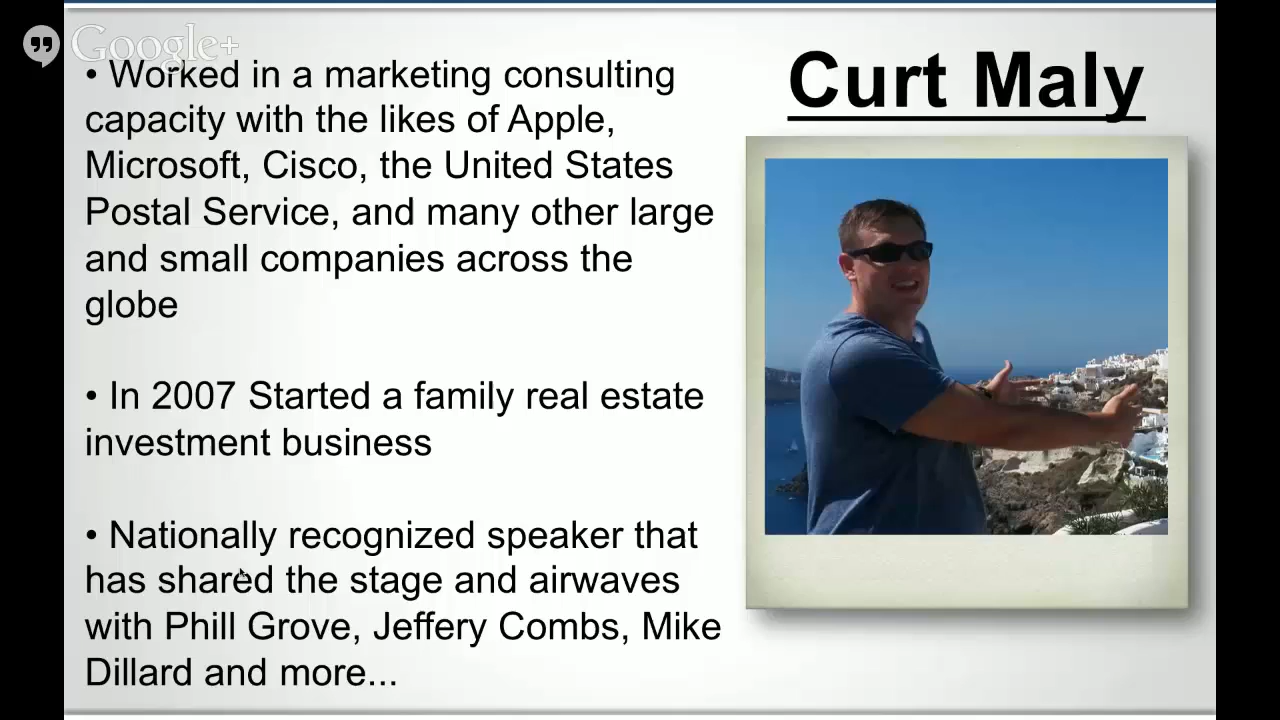 Google+
Curt Maly
• Worked in a marketing consulting
capacity with the likes of Apple,
Microsoft, Cisco, the United States
Postal Service, and many other large
and small companies across the
globe
• In 2007 Started a family real estate
investment business
• Nationally recognized speaker that
has shared the stage and airwaves
with Phill Grove, Jeffery Combs, Mike
Dillard and more...